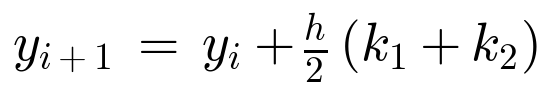 y_{i+1} = y_i + \frac{h}{2} (k_1 + k_2)